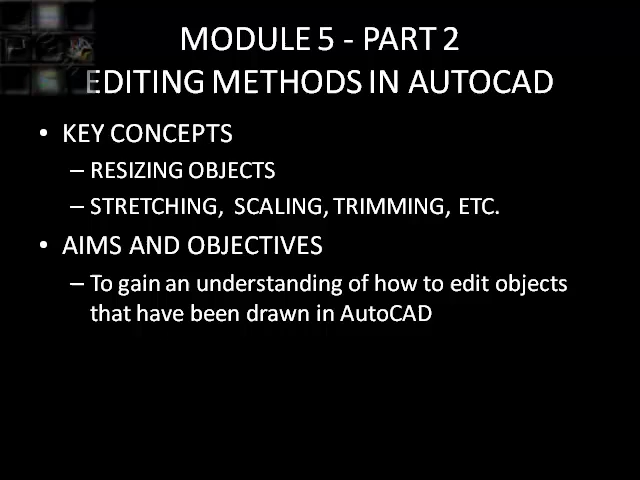 MODULE 5 - PART 2
EDITING METHODS IN AUTOCAD
• KEY CONCEPTS
– RESIZING OBJECTS
– STRETCHING, SCALING, TRIMMING, ETC.
• AIMS AND OBJECTIVES
– To gain an understanding of how to edit objects
that have been drawn in AutoCAD